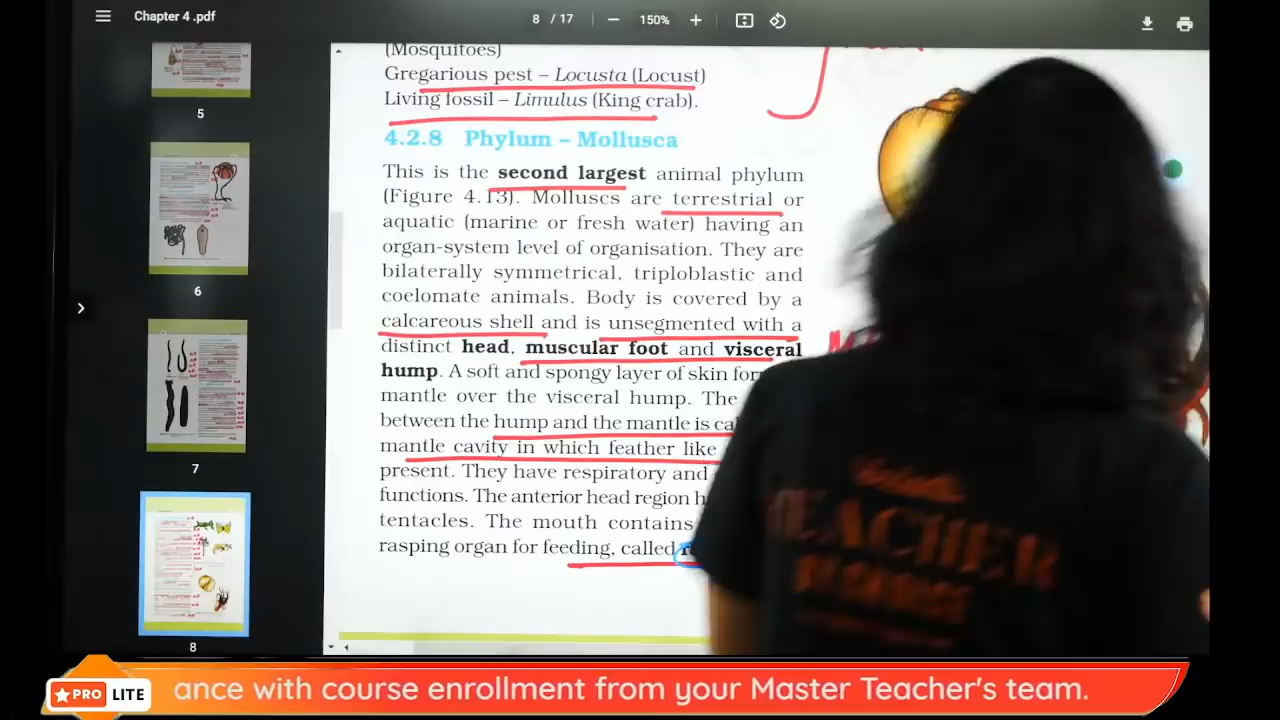 Chapter 4 .pdf
8 / 17
150%
(Mosquitoes)
Gregarious pest – Locusta (Locust)
Living fossil – Limulus (King crab).
4.2.8 Phylum – Mollusca
This is the second largest animal phylum
(Figure 4.13). Molluscs are terrestrial or
aquatic (marine or fresh water) having an
organ-system level of organisation. They are
bilaterally symmetrical, triploblastic and
coelomate animals. Body is covered by a
calcareous shell and is unsegmented with a
distinct head, muscular foot and visceral
hump. A soft and spongy layer of skin
mantle over the visceral hump. The
between the hump and the mantle is
mantle cavity in which feather like
present. They have respiratory and
functions. The anterior head region
tentacles. The mouth contains
rasping organ for feeding, called
5
6
7
8
PRO LITE
ance with course enrollment from your Master Teacher's team.